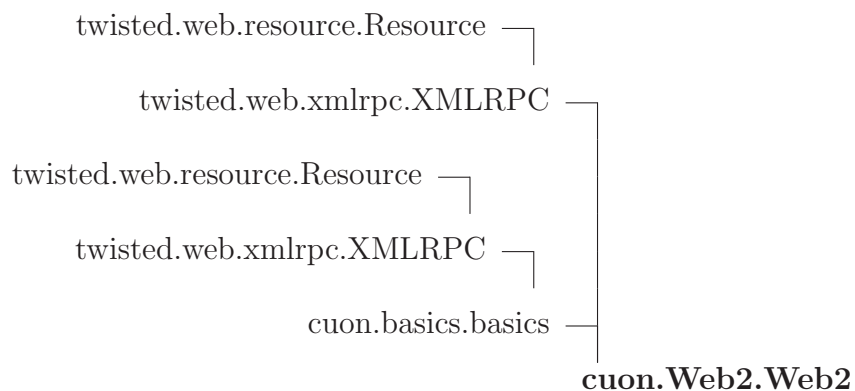 twisted.web.resource.Resource
twisted.web.xmlrpc.XMLRPC
twisted.web.resource.Resource
twisted.web.xmlrpc.XMLRPC
cuon.basics.basics
cuon.Web2.Web2